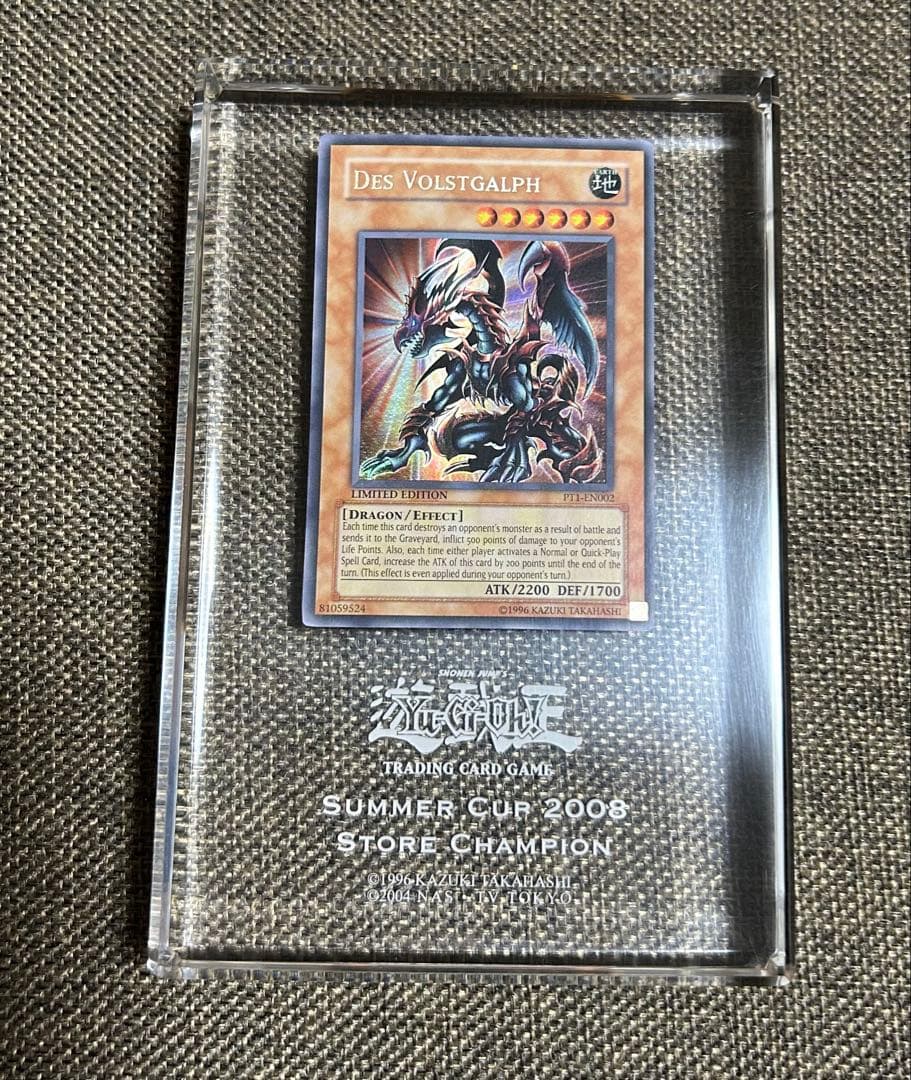 DES VOLSTGALPH
EARTH
地
LIMITED EDITION
PT1-EN002
[DRAGON/EFFECT]
Each time this card destroys an opponent's monster as a result of battle and
sends it to the Graveyard, inflict 500 points of damage to your opponent's
Life Points. Also, each time either player activates a Normal or Quick-Play
Spell Card, increase the ATK of this card by 200 points until the end of the
turn. (This effect is even applied during your opponent's turn.)
ATK/2200 DEF/1700
81059524
©1996 KAZUKI TAKAHASHI
SHONEN JUMP'S
遊戯王
Yu-Gi-Oh!
TRADING CARD GAME
SUMMER CUP 2008
STORE CHAMPION
©1996 KAZUKI TAKAHASHI
©2004 NAS · TV TOKYO